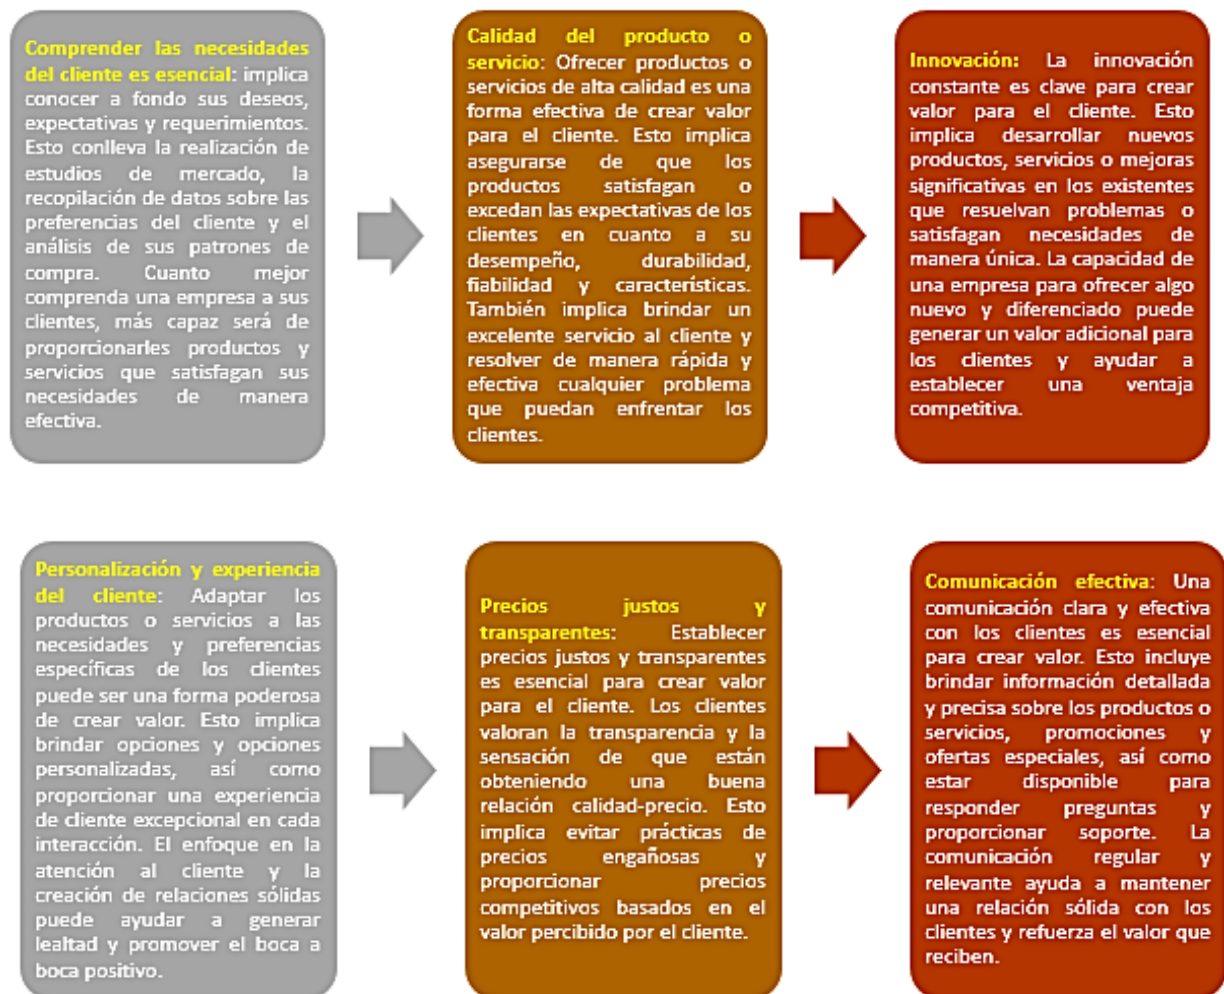 Comprender las necesidades
del cliente es esencial: implica
conocer a fondo sus deseos,
expectativas y requerimientos.
Esto conlleva la realización de
estudios de mercado, la
recopilación de datos sobre las
preferencias del cliente y el
análisis de sus patrones de
compra. Cuanto mejor
comprenda una empresa a sus
clientes, más capaz será de
proporcionarles productos y
servicios que satisfagan sus
necesidades de manera
efectiva.
Calidad del producto o
servicio: Ofrecer productos o
servicios de alta calidad es una
forma efectiva de crear valor
para el cliente. Esto implica
asegurarse de que los
productos satisfagan o
excedan las expectativas de los
clientes en cuanto a su
desempeño, durabilidad,
fiabilidad y características.
También implica brindar un
excelente servicio al cliente y
resolver de manera rápida y
efectiva cualquier problema
que puedan enfrentar los
clientes.
Innovación: La innovación
constante es clave para crear
valor para el cliente. Esto
implica desarrollar nuevos
productos, servicios o mejoras
significativas en los existentes
que resuelvan problemas o
satisfagan necesidades de
manera única. La capacidad de
una empresa para ofrecer algo
nuevo y diferenciado puede
generar un valor adicional para
los clientes y ayudar a
establecer una ventaja
competitiva.
Personalización y experiencia
del cliente: Adaptar los
productos o servicios a las
necesidades y preferencias
específicas de los clientes
puede ser una forma poderosa
de crear valor. Esto implica
brindar opciones y opciones
personalizadas, así como
proporcionar una experiencia
de cliente excepcional en cada
interacción. El enfoque en la
atención al cliente y la
creación de relaciones sólidas
puede ayudar a generar
lealtad y promover el boca a
boca positivo.
Precios justos y
transparentes: Establecer
precios justos y transparentes
es esencial para crear valor
para el cliente. Los clientes
valoran la transparencia y la
sensación de que están
obteniendo una buena
relación calidad-precio. Esto
implica evitar prácticas de
precios engañosas y
proporcionar precios
competitivos basados en el
valor percibido por el cliente.
Comunicación efectiva: Una
comunicación clara y efectiva
con los clientes es esencial
para crear valor. Esto incluye
brindar información detallada
y precisa sobre los productos o
servicios, promociones y
ofertas especiales, así como
estar disponible para
responder preguntas y
proporcionar soporte. La
comunicación regular y
relevante ayuda a mantener
una relación sólida con los
clientes y refuerza el valor que
reciben.